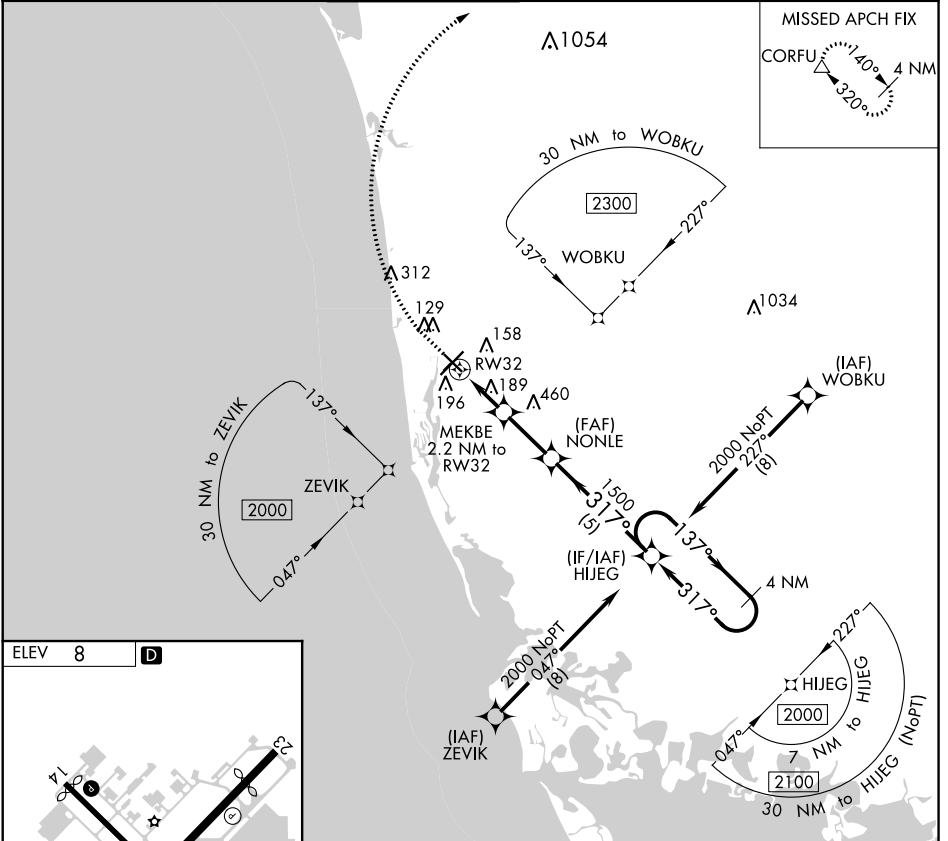 MISSED APCH FIX
CORFU
140°
4 NM
320°
1054
30 NM to WOBKU
2300
137°
227°
WOBKU
312
129
158
RW32
189
196
460
1034
(IAF)
WOBKU
MEKBE
2.2 NM to
RW32
(FAF)
NONLE
2000 NoPT
227°
(8)
30 NM to ZEVIK
137°
2000
ZEVIK
047°
1500
317°
(5)
137°
(IF/IAF)
HIJEG
4 NM
317°
2000 NoPT
047°
(8)
(IAF)
ZEVIK
227°
HIJEG
2000
047°
7 NM to HIJEG
2100
30 NM to HIJEG (NoPT)
ELEV 8
D
14
P
23
P